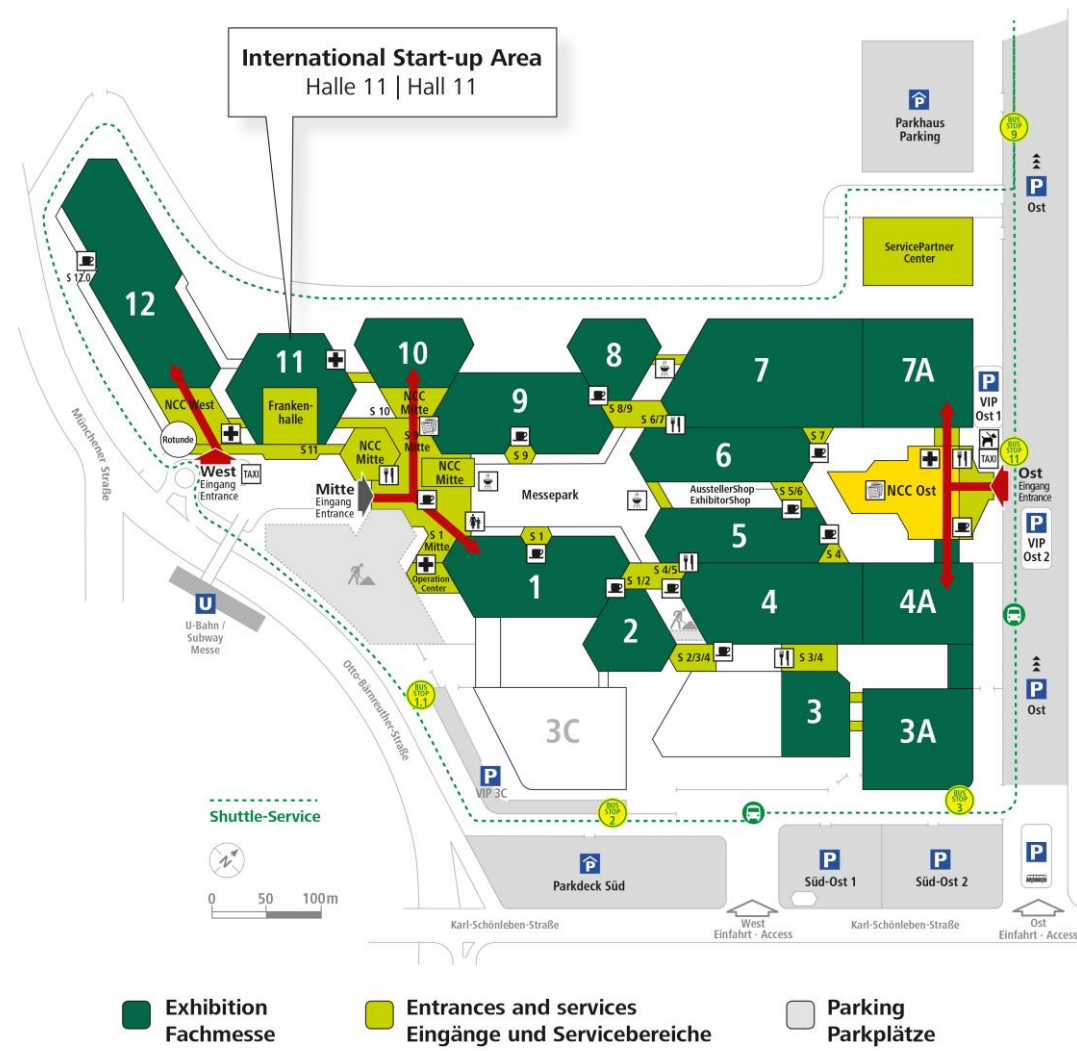 International Start-up Area
Halle 11 | Hall 11
P
Parkhaus
Parking
BUS
STOP
9
P
Ost
ServicePartner
Center
S 12.0
12
11
10
8
7
7A
P
VIP
Ost 1
NCC West
Franken-
halle
S 10
NCC
Mitte
9
S 8/9
S 6/7
S 9
Mitte
Rotunde
S 11
NCC
Mitte
NCC
Mitte
S 9
6
S 7
TAXI
BUS
STOP
11
West
Eingang
Entrance
TAXI
Mitte
Eingang
Entrance
Messepark
AusstellerShop
ExhibitorShop
S 5/6
NCC Ost
Ost
Eingang
Entrance
Münchener Straße
S 1
Mitte
S 1
5
S 4
P
VIP
Ost 2
Operation
Center
1
S 1/2
S 4/5
4
4A
U
U-Bahn /
Subway
Messe
2
S 2/3/4
S 3/4
Otto-Bärnreuther-Straße
BUS
STOP
1.1
3C
3
3A
P
Ost
P
VIP 3C
Shuttle-Service
BUS
STOP
2
BUS
STOP
3
N
0 50 100 m
P
Parkdeck Süd
P
Süd-Ost 1
P
Süd-Ost 2
P
Karl-Schönleben-Straße
West
Einfahrt · Access
Karl-Schönleben-Straße
Ost
Einfahrt · Access
Exhibition
Fachmesse
Entrances and services
Eingänge und Servicebereiche
Parking
Parkplätze